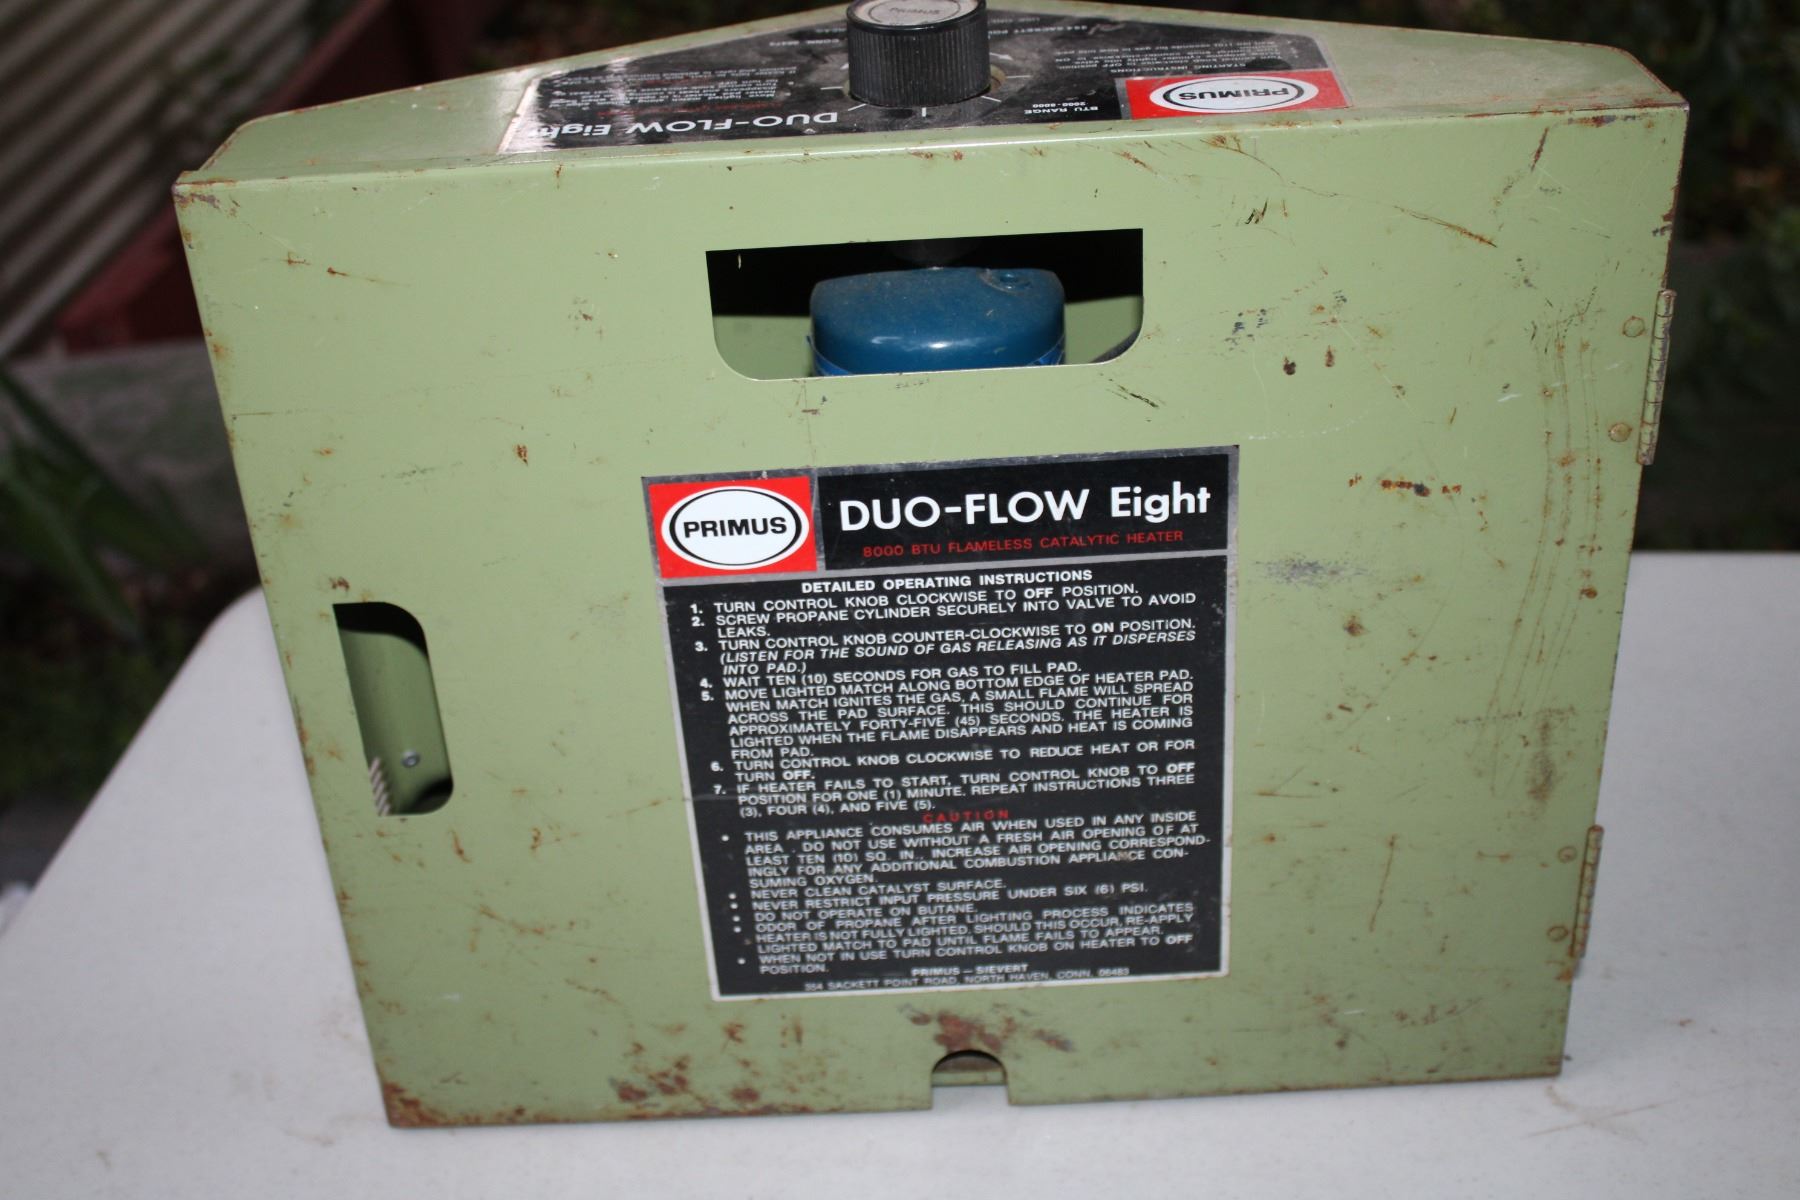 PRIMUS
DUO-FLOW Eight
BTU RANGE
2000-8000
PRIMUS
STARTING INSTRUCTIONS
PRIMUS
DUO-FLOW Eight
8000 BTU FLAMELESS CATALYTIC HEATER
DETAILED OPERATING INSTRUCTIONS
1. TURN CONTROL KNOB CLOCKWISE TO OFF POSITION.
2. SCREW PROPANE CYLINDER SECURELY INTO VALVE TO AVOID
LEAKS.
3. TURN CONTROL KNOB COUNTER-CLOCKWISE TO ON POSITION.
(LISTEN FOR THE SOUND OF GAS RELEASING AS IT DISPERSES
INTO PAD.)
4. WAIT TEN (10) SECONDS FOR GAS TO FILL PAD.
5. MOVE LIGHTED MATCH ALONG BOTTOM EDGE OF HEATER PAD.
WHEN MATCH IGNITES THE GAS, A SMALL FLAME WILL SPREAD
ACROSS THE PAD SURFACE. THIS SHOULD CONTINUE FOR
APPROXIMATELY FORTY-FIVE (45) SECONDS. THE HEATER IS
LIGHTED WHEN THE FLAME DISAPPEARS AND HEAT IS COMING
FROM PAD.
6. TURN CONTROL KNOB CLOCKWISE TO REDUCE HEAT OR FOR
TURN OFF.
7. IF HEATER FAILS TO START, TURN CONTROL KNOB TO OFF
POSITION FOR ONE (1) MINUTE. REPEAT INSTRUCTIONS THREE
(3), FOUR (4), AND FIVE (5).
CAUTION
• THIS APPLIANCE CONSUMES AIR WHEN USED IN ANY INSIDE
AREA . DO NOT USE WITHOUT A FRESH AIR OPENING OF AT
LEAST TEN (10) SQ. IN., INCREASE AIR OPENING CORRESPOND-
INGLY FOR ANY ADDITIONAL COMBUSTION APPLIANCE CON-
SUMING OXYGEN.
• NEVER CLEAN CATALYST SURFACE.
• NEVER RESTRICT INPUT PRESSURE UNDER SIX (6) PSI.
• DO NOT OPERATE ON BUTANE.
• ODOR OF PROPANE AFTER LIGHTING PROCESS INDICATES
HEATER IS NOT FULLY LIGHTED. SHOULD THIS OCCUR, RE-APPLY
LIGHTED MATCH TO PAD UNTIL FLAME FAILS TO APPEAR.
• WHEN NOT IN USE TURN CONTROL KNOB ON HEATER TO OFF
POSITION.
PRIMUS — SIEVERT
354 SACKETT POINT ROAD, NORTH HAVEN, CONN. 06483